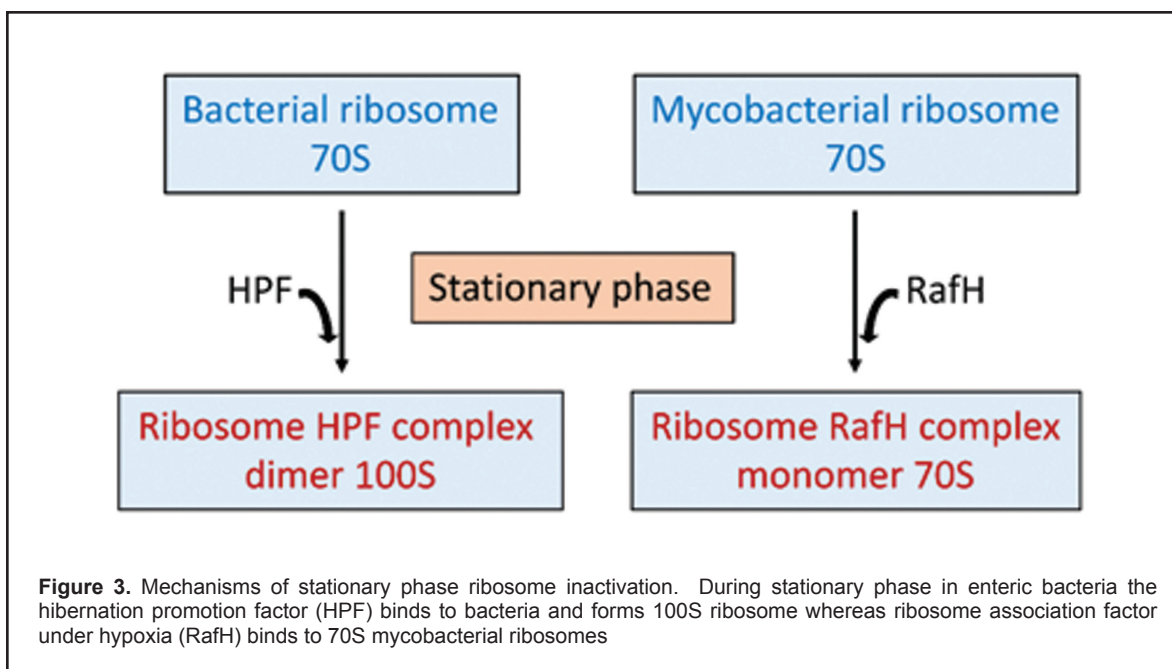 Bacterial ribosome
70S
Mycobacterial ribosome
70S
HPF
Stationary phase
RafH
Ribosome HPF complex
dimer 100S
Ribosome RafH complex
monomer 70S
Figure 3. Mechanisms of stationary phase ribosome inactivation. During stationary phase in enteric bacteria the
hibernation promotion factor (HPF) binds to bacteria and forms 100S ribosome whereas ribosome association factor
under hypoxia (RafH) binds to 70S mycobacterial ribosomes